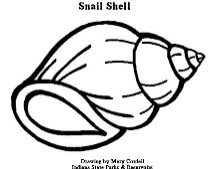 Snail Shell
Drawing by Mary Cordell
Indiana State Parks & Reservoirs